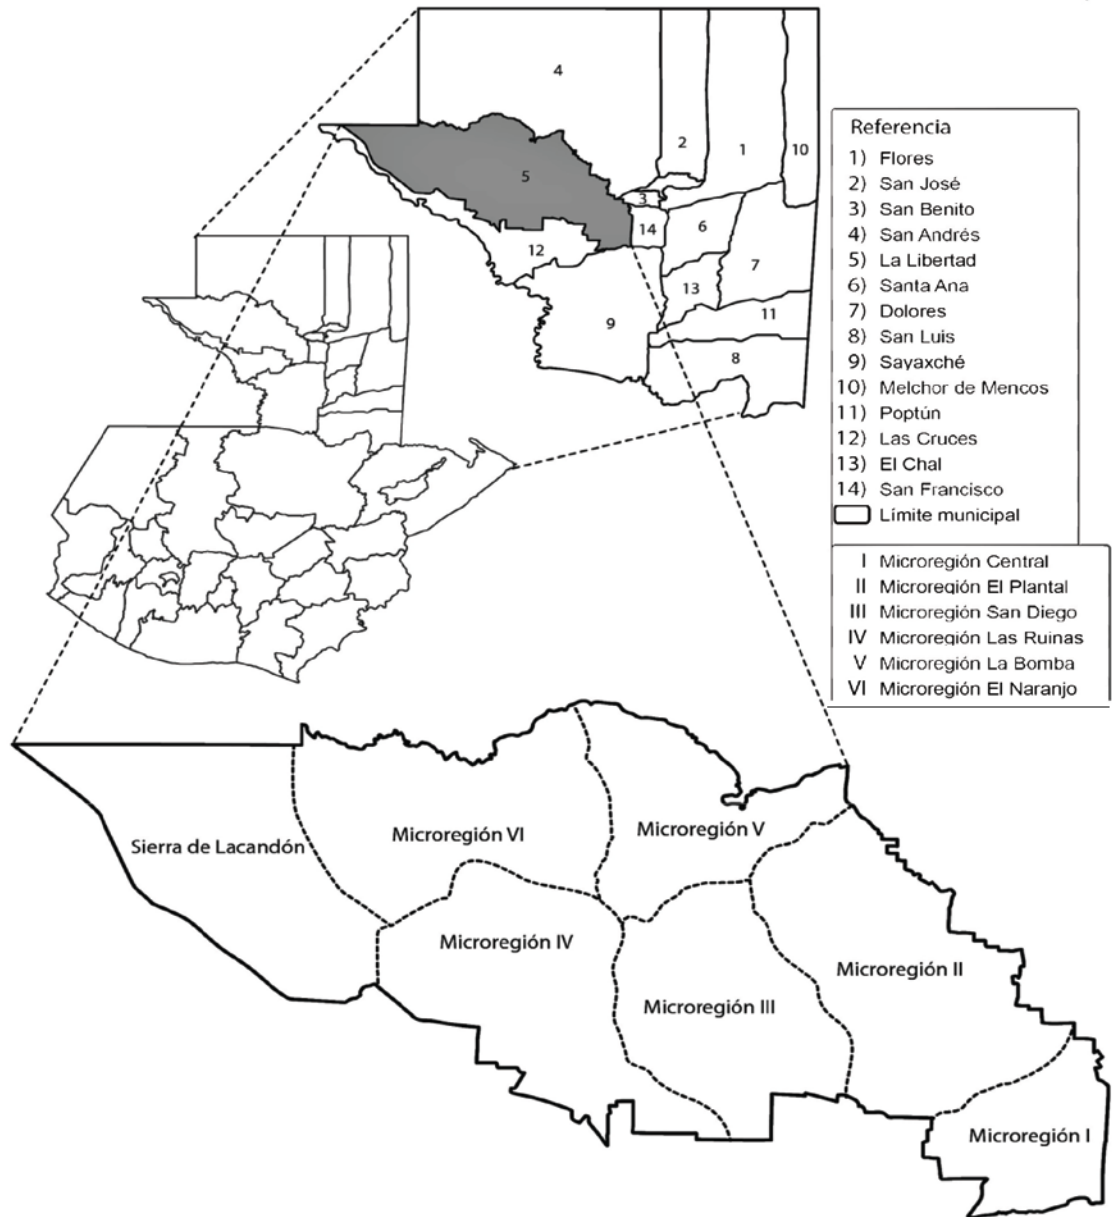 4
2
1
10
5
3
14
6
12
7
13
11
9
8
Referencia
1) Flores
2) San José
3) San Benito
4) San Andrés
5) La Libertad
6) Santa Ana
7) Dolores
8) San Luis
9) Sayaxché
10) Melchor de Mencos
11) Poptún
12) Las Cruces
13) El Chal
14) San Francisco
Límite municipal
I Microregión Central
II Microregión El Plantal
III Microregión San Diego
IV Microregión Las Ruinas
V Microregión La Bomba
VI Microregión El Naranjo
Sierra de Lacandón
Microregión VI
Microregión V
Microregión IV
Microregión II
Microregión III
Microregión I